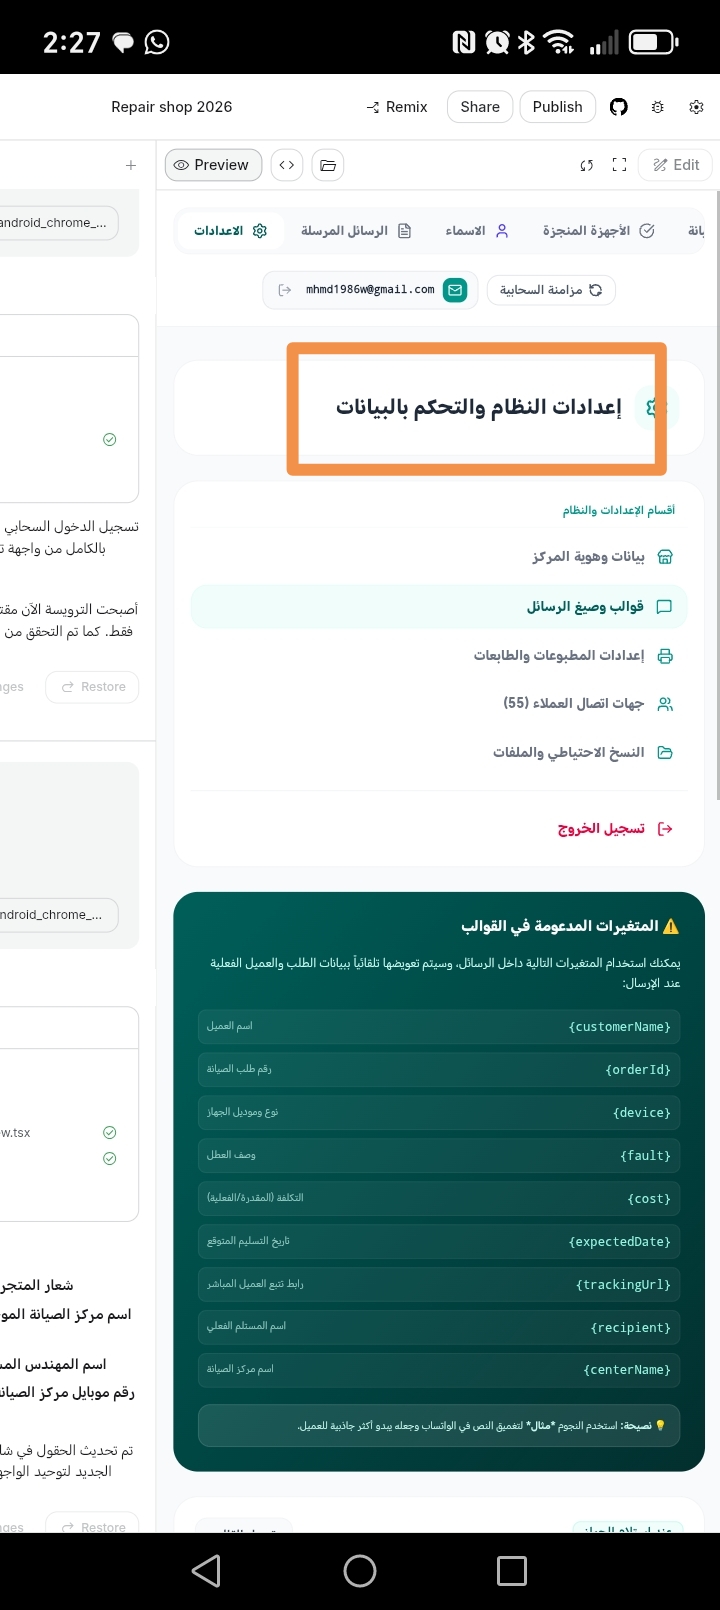 2:27
Repair shop 2026
Remix
Share
Publish
Preview
Edit
android_chrome_...
الاعدادات
الرسائل المرسلة
الاسماء
الأجهزة المنجزة
mhmd1986w@gmail.com
مزامنة السحابية
إعدادات النظام والتحكم بالبيانات
أقسام الإعدادات والنظام
بيانات وهوية المركز
قوالب وصيغ الرسائل
إعدادات المطبوعات والطابعات
جهات اتصال العملاء (55)
النسخ الاحتياطي والملفات
تسجيل الخروج
تسجيل الدخول السحابي
بالكامل من واجهة
أصبحت الترويسة الآن
فقط. كما تم التحقق من
Restore
⚠️ المتغيرات المدعومة في القوالب
يمكنك استخدام المتغيرات التالية داخل الرسائل، وسيتم تعويضها تلقائياً ببيانات الطلب والعميل الفعلية
عند الإرسال:
{customerName} اسم العميل
{orderId} رقم طلب الصيانة
{device} نوع وموديل الجهاز
{fault} وصف العطل
{cost} التكلفة (المقدرة/الفعلية)
{expectedDate} تاريخ التسليم المتوقع
{trackingUrl} رابط تتبع العميل المباشر
{recipient} اسم المستلم الفعلي
{centerName} اسم مركز الصيانة
💡 نصيحة: استخدم النجوم *مثال* لتغميق النص في الواتساب وجعله يبدو أكثر جاذبية للعميل.
ndroid_chrome_...
w.tsx
شعار المتجر
اسم مركز الصيانة
اسم المهندس
رقم موبايل مركز
تم تحديث الحقول في
الجديد لتوحيد
Restore